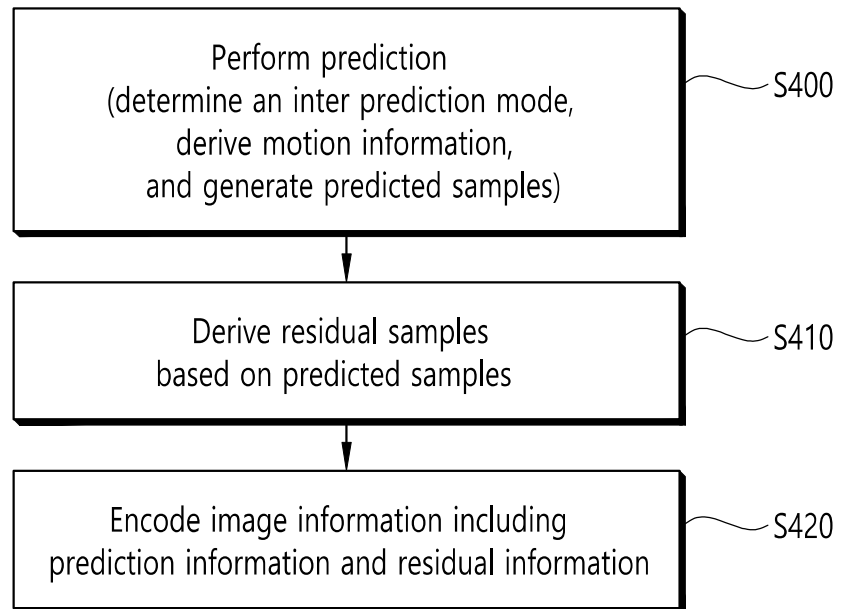 Perform prediction
(determine an inter prediction mode,
derive motion information,
and generate predicted samples)
S400
Derive residual samples
based on predicted samples
S410
Encode image information including
prediction information and residual information
S420